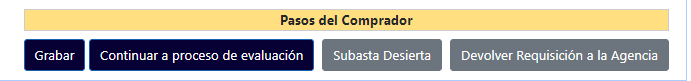 Pasos del Comprador
Grabar Continuar a proceso de evaluación Subasta Desierta Devolver Requisición a la Agencia